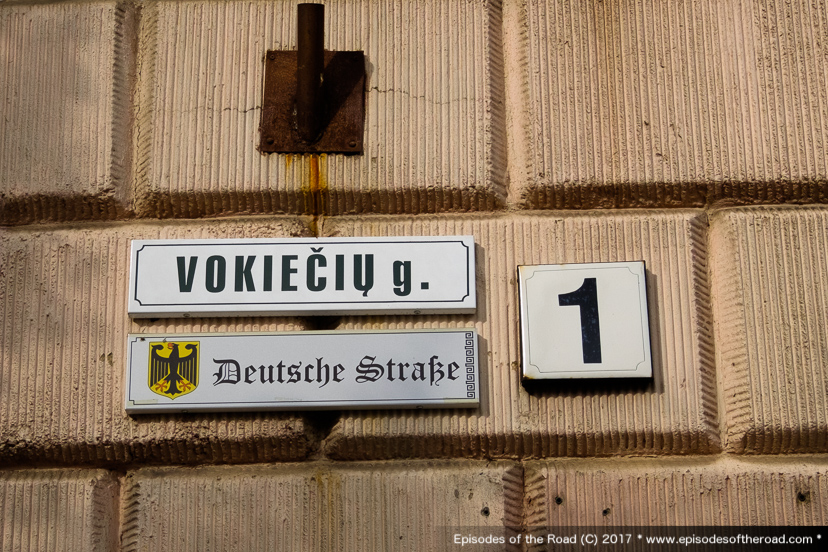 VOKIEČIŲ g.
Deutsche Straße
1
Episodes of the Road (C) 2017 * www.episodesoftheroad.com *